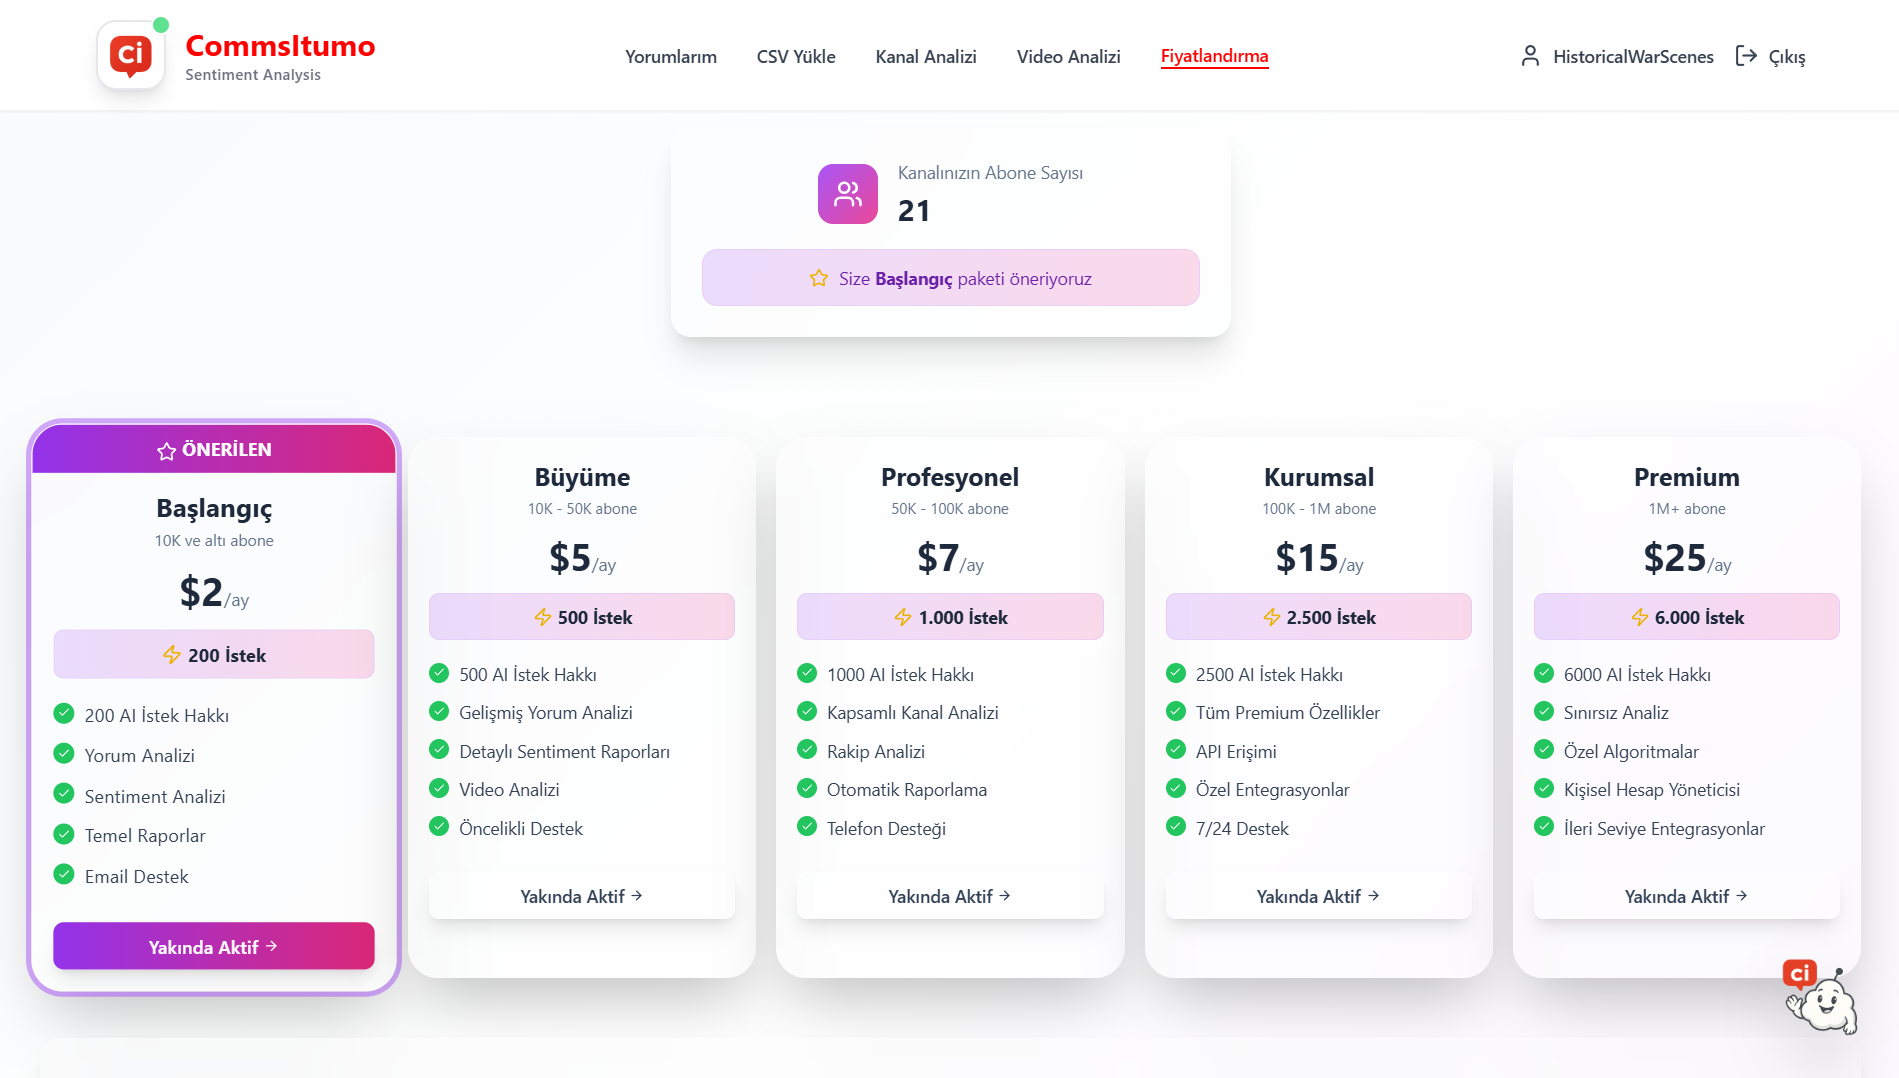 ci
CommsItumo
Sentiment Analysis
Yorumlarım
CSV Yükle
Kanal Analizi
Video Analizi
Fiyatlandırma
HistoricalWarScenes
Çıkış
Kanalınızın Abone Sayısı
21
Size Başlangıç paketi öneriyoruz
ÖNERİLEN
Başlangıç
10K ve altı abone
$2/ay
200 İstek
200 AI İstek Hakkı
Yorum Analizi
Sentiment Analizi
Temel Raporlar
Email Destek
Yakında Aktif →
Büyüme
10K - 50K abone
$5/ay
500 İstek
500 AI İstek Hakkı
Gelişmiş Yorum Analizi
Detaylı Sentiment Raporları
Video Analizi
Öncelikli Destek
Yakında Aktif →
Profesyonel
50K - 100K abone
$7/ay
1.000 İstek
1000 AI İstek Hakkı
Kapsamlı Kanal Analizi
Rakip Analizi
Otomatik Raporlama
Telefon Desteği
Yakında Aktif →
Kurumsal
100K - 1M abone
$15/ay
2.500 İstek
2500 AI İstek Hakkı
Tüm Premium Özellikler
API Erişimi
Özel Entegrasyonlar
7/24 Destek
Yakında Aktif →
Premium
1M+ abone
$25/ay
6.000 İstek
6000 AI İstek Hakkı
Sınırsız Analiz
Özel Algoritmalar
Kişisel Hesap Yöneticisi
İleri Seviye Entegrasyonlar
Yakında Aktif →
ci